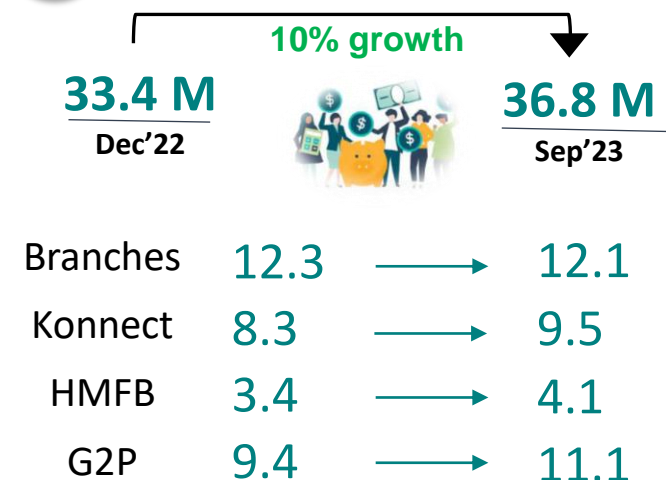 10% growth
33.4 M 36.8 M
Dec'22 Sep'23
Branches 12.3 12.1
Konnect 8.3 9.5
HMFB 3.4 4.1
G2P 9.4 11.1